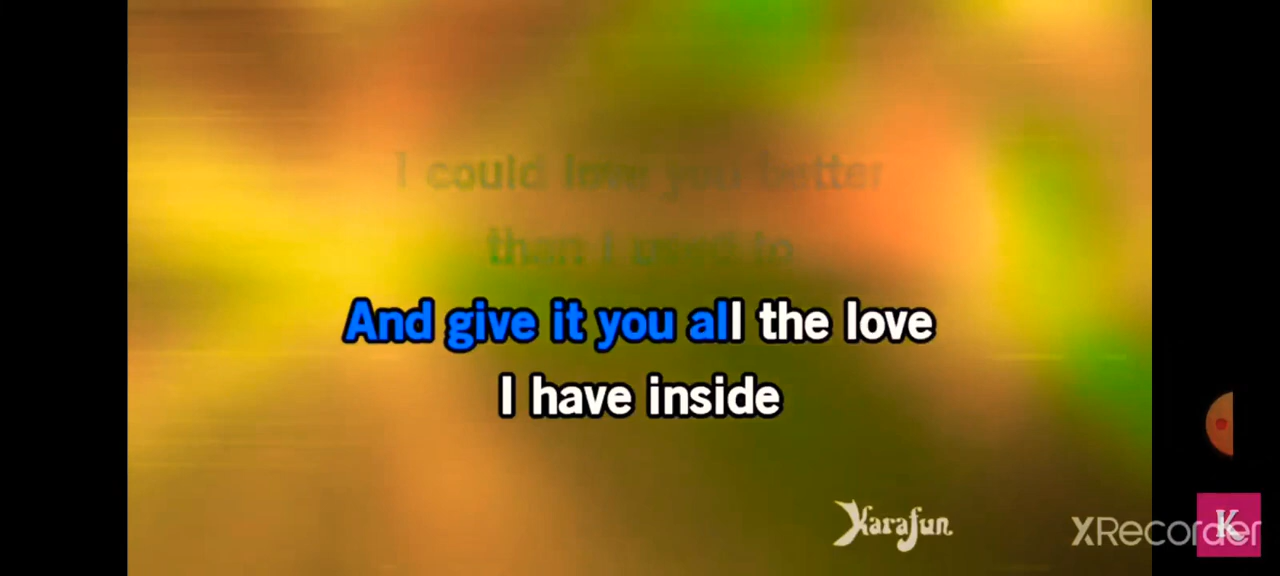 I could love you better
than I used to
And give it you all the love
I have inside
Karafun
XRecorder
K